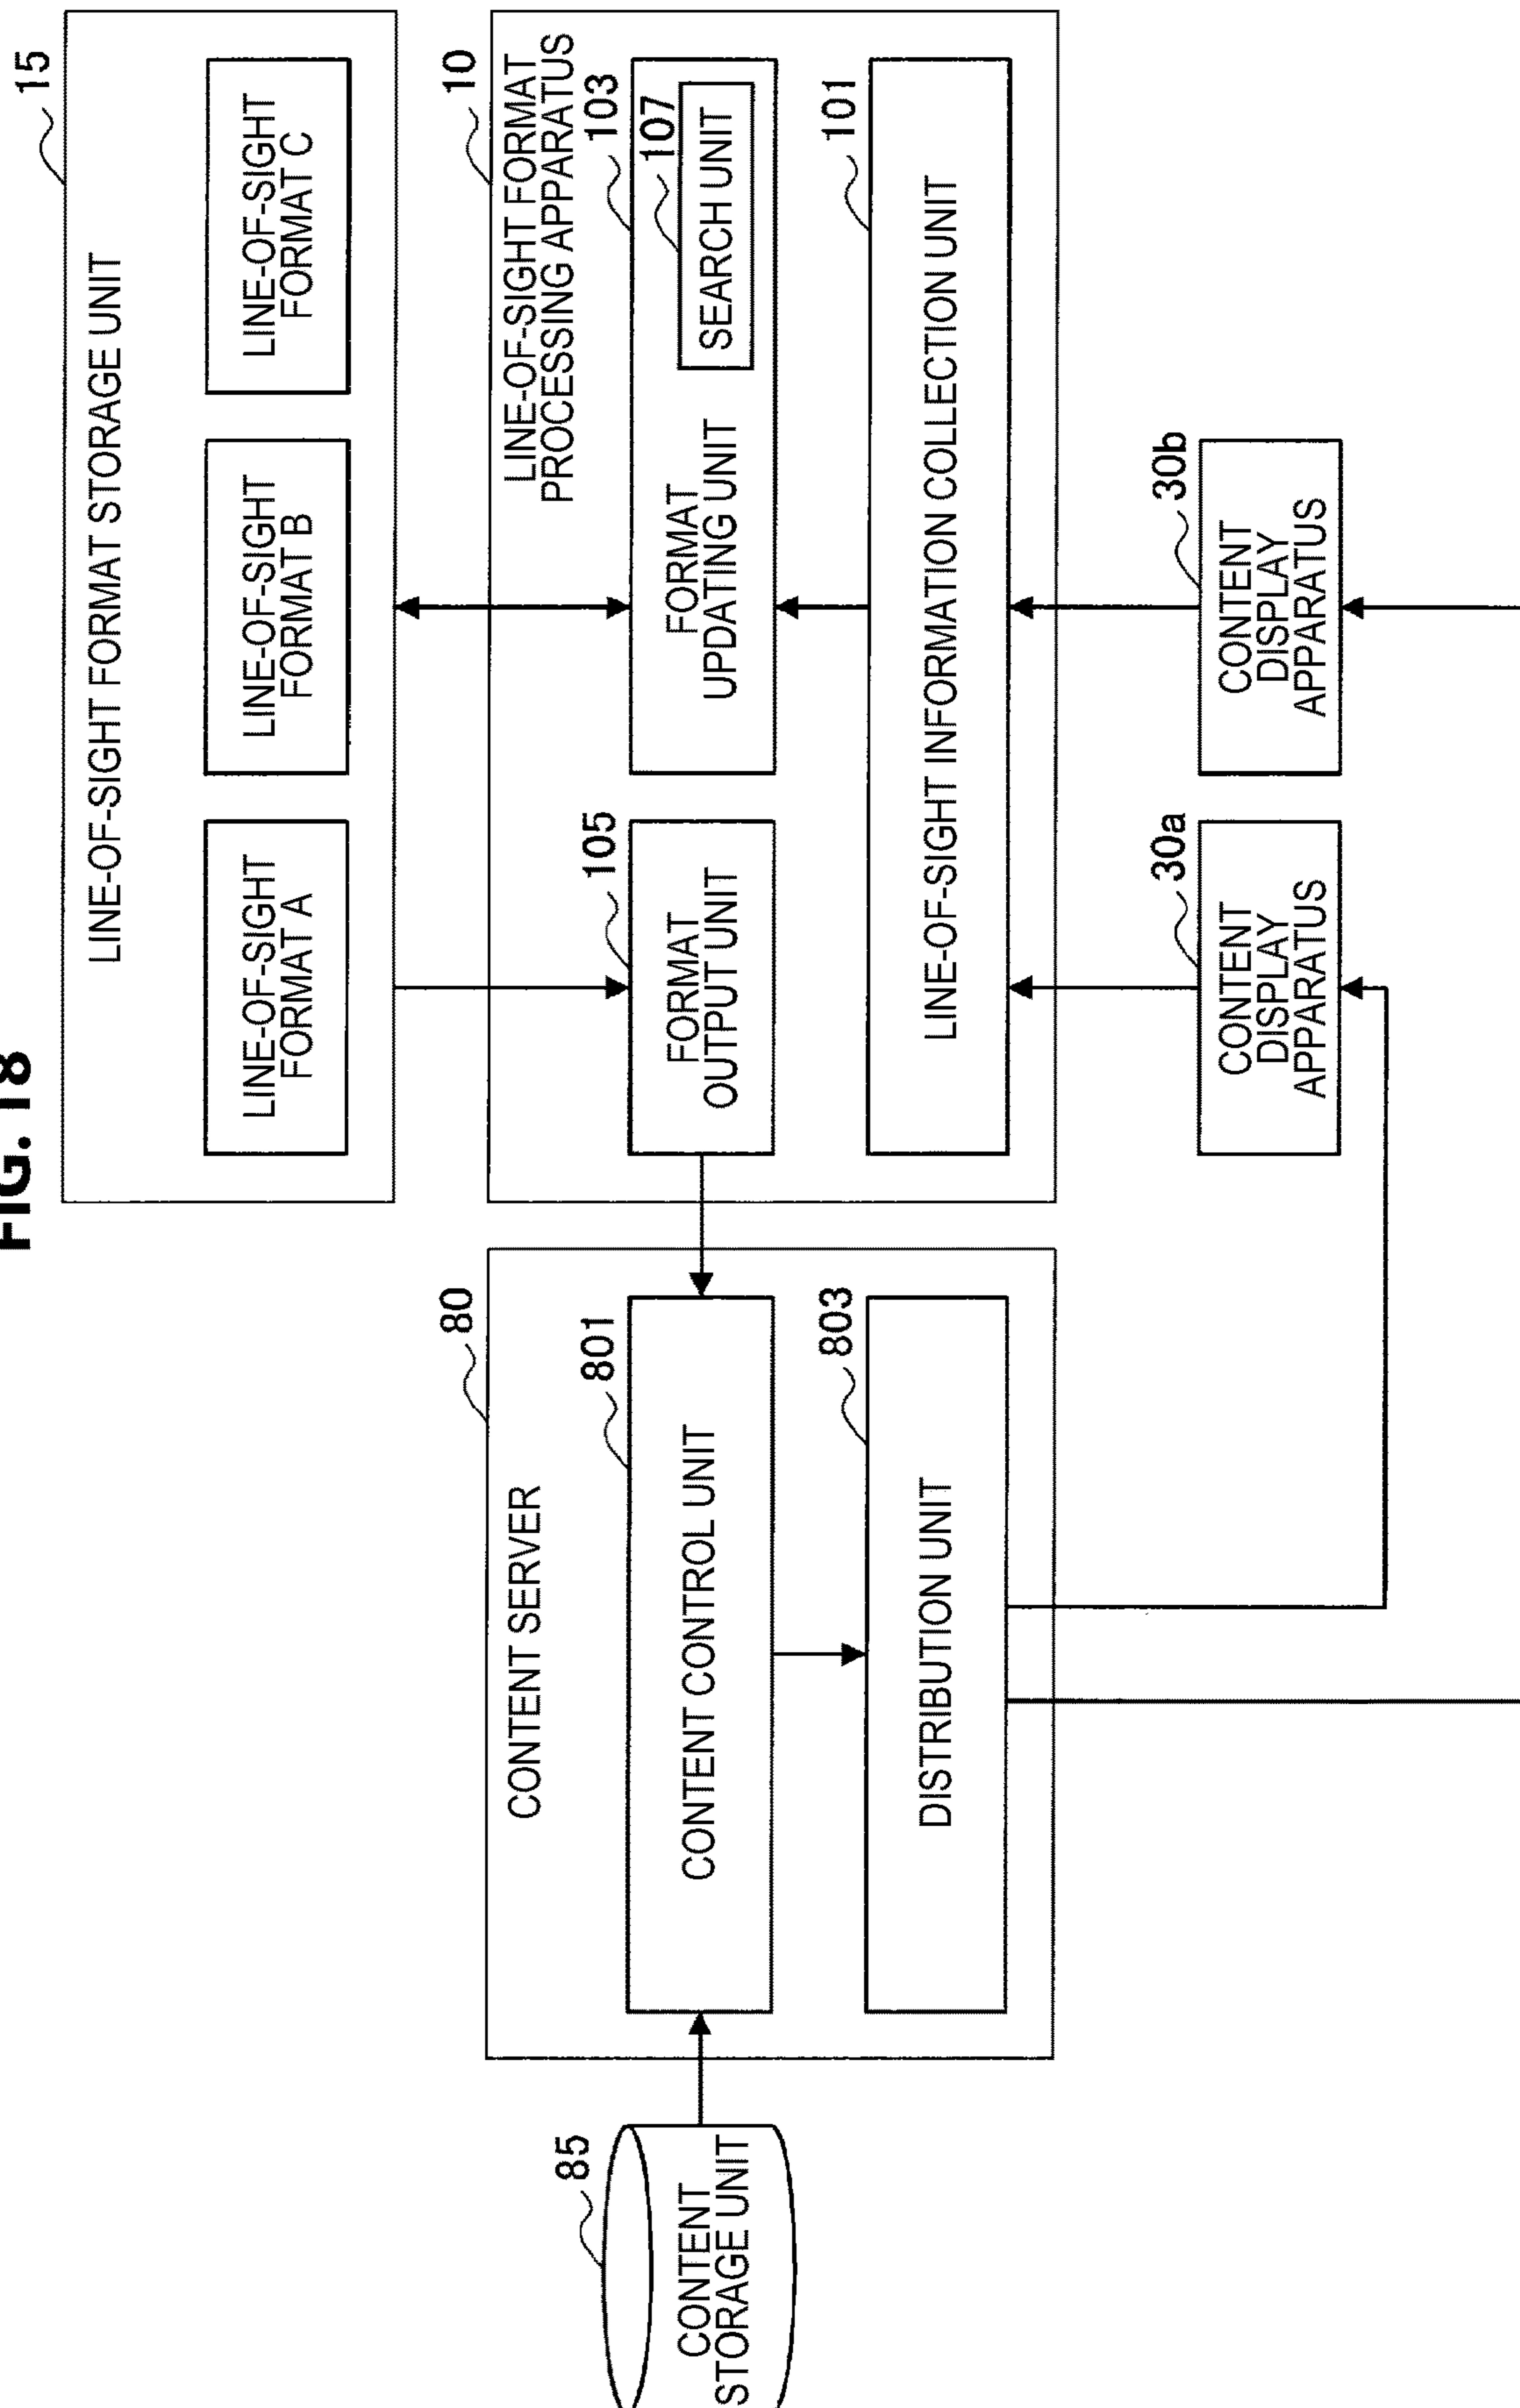 FIG. 18
15
LINE-OF-SIGHT FORMAT STORAGE UNIT
LINE-OF-SIGHT
FORMAT A
LINE-OF-SIGHT
FORMAT B
LINE-OF-SIGHT
FORMAT C
10
LINE-OF-SIGHT FORMAT
PROCESSING APPARATUS
105
FORMAT
OUTPUT UNIT
103
FORMAT
UPDATING UNIT
107
SEARCH UNIT
101
LINE-OF-SIGHT INFORMATION COLLECTION UNIT
80
CONTENT SERVER
801
CONTENT CONTROL UNIT
803
DISTRIBUTION UNIT
85
CONTENT
STORAGE UNIT
30a
CONTENT
DISPLAY
APPARATUS
30b
CONTENT
DISPLAY
APPARATUS